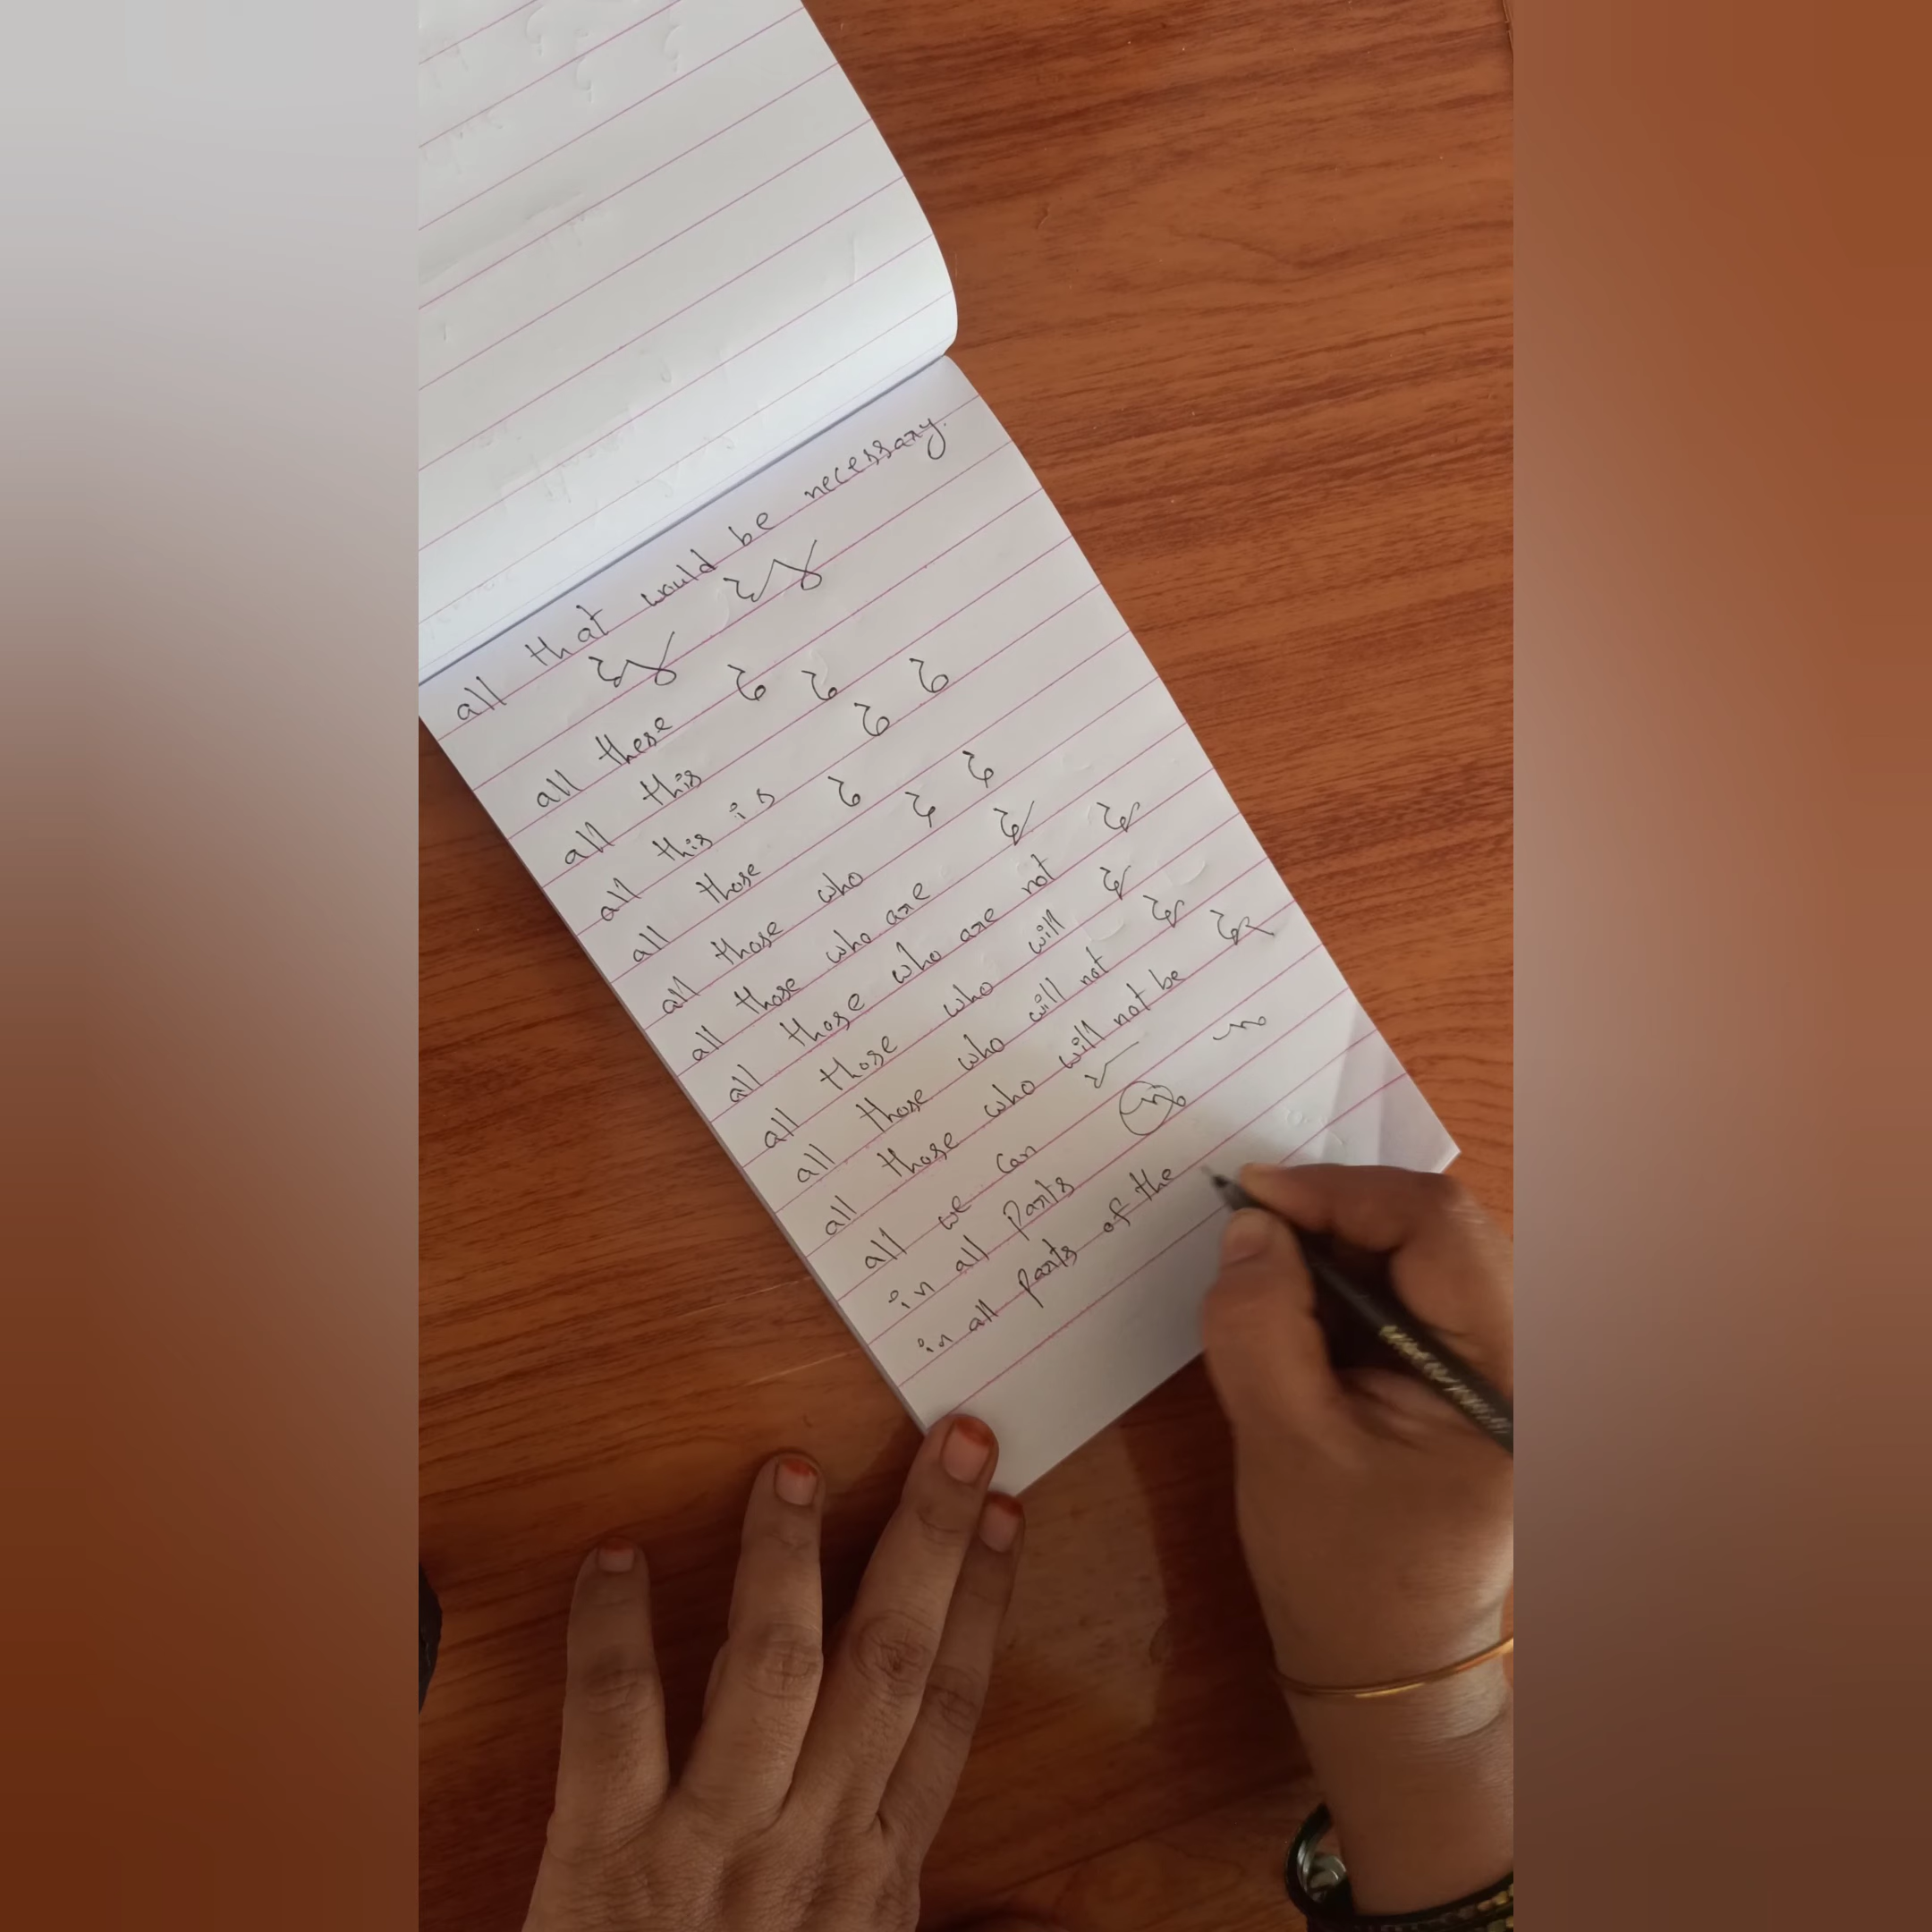 all that would be necessary.
all these
all this
all this is
all those
all those who
all those who are
all those who are not
all those who will
all those who will not
all those who will not be
all we can
in all parts
in all parts of the